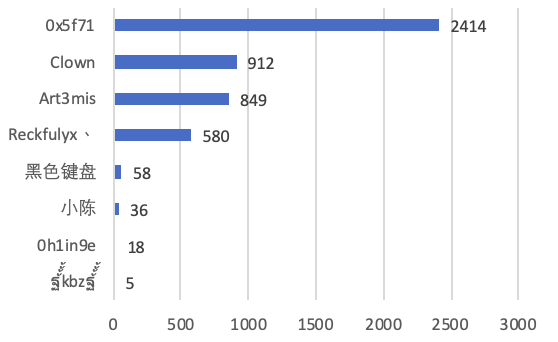 0x5f71 2414
Clown 912
Art3mis 849
Reckfulyx、 580
黑色键盘 58
小陈 36
0h1in9e 18
kbz 5
0 500 1000 1500 2000 2500 3000